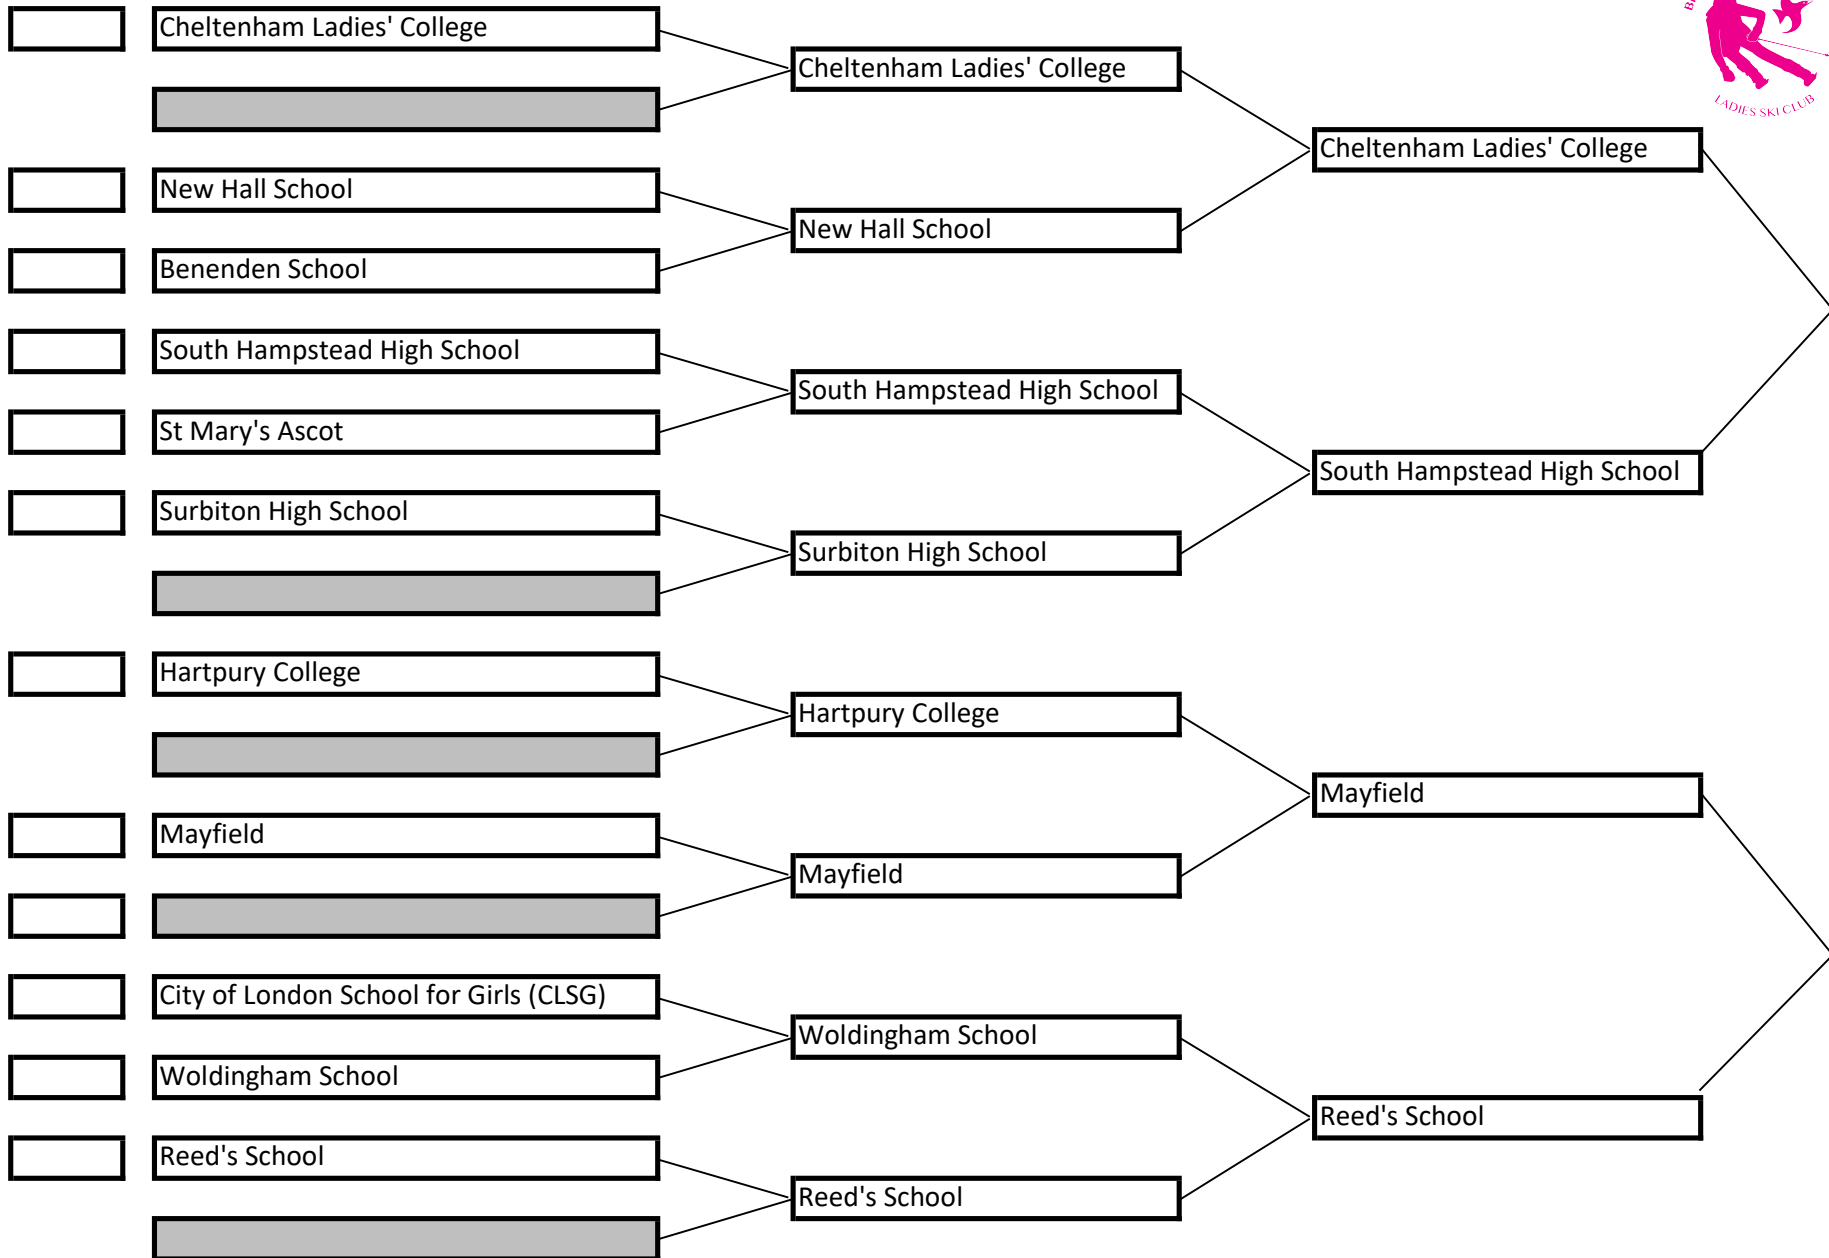 Cheltenham Ladies' College
New Hall School
Benenden School
South Hampstead High School
St Mary's Ascot
Surbiton High School
Hartpury College
Mayfield
City of London School for Girls (CLSG)
Woldingham School
Reed's School
Cheltenham Ladies' College
New Hall School
South Hampstead High School
Surbiton High School
Hartpury College
Mayfield
Woldingham School
Reed's School
Cheltenham Ladies' College
South Hampstead High School
Mayfield
Reed's School
LADIES SKI CLUB